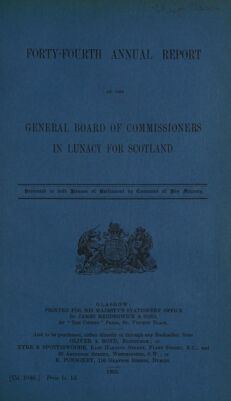 FORTY-FOURTH ANNUAL REPORT
OF THE
GENERAL BOARD OF COMMISSIONERS
IN LUNACY FOR SCOTLAND.
Presented to both Houses of Parliament by Command of His Majesty.
GLASGOW:
PRINTED FOR HIS MAJESTY'S STATIONERY OFFICE
BY JAMES HEDDERWICK & SONS,
AT "THE CITIZEN" PRESS, ST. VINCENT PLACE.
And to be purchased, either directly or through any Bookseller, from
OLIVER & BOYD, EDINBURGH; or
EYRE & SPOTTISWOODE, EAST HARDING STREET, FLEET STREET, E.C., and
32 ABINGDON STREET, WESTMINSTER, S.W.; or
E. PONSONBY, 116 GRAFTON STREET, DUBLIN.
1902.
Price 1s. 1d.